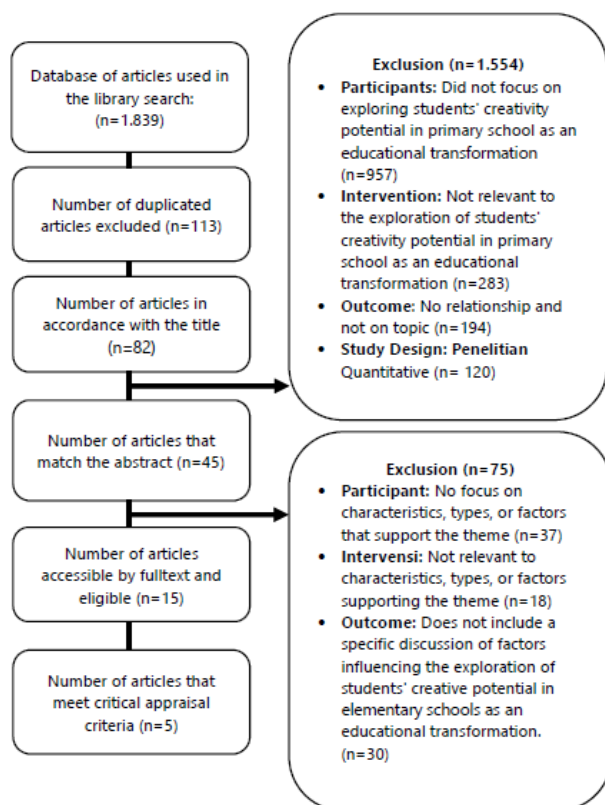 Database of articles used in
the library search:
(n=1.839)
Number of duplicated
articles excluded (n=113)
Number of articles in
accordance with the title
(n=82)
Number of articles that
match the abstract (n=45)
Number of articles
accessible by fulltext and
eligible (n=15)
Number of articles that
meet critical appraisal
criteria (n=5)
Exclusion (n=1.554)
• Participants: Did not focus on
exploring students' creativity
potential in primary school as an
educational transformation
(n=957)
• Intervention: Not relevant to
the exploration of students'
creativity potential in primary
school as an educational
transformation (n=283)
• Outcome: No relationship and
not on topic (n=194)
• Study Design: Penelitian
Quantitative (n= 120)
Exclusion (n=75)
• Participant: No focus on
characteristics, types, or factors
that support the theme (n=37)
• Intervensi: Not relevant to
characteristics, types, or factors
supporting the theme (n=18)
• Outcome: Does not include a
specific discussion of factors
influencing the exploration of
students' creative potential in
elementary schools as an
educational transformation.
(n=30)